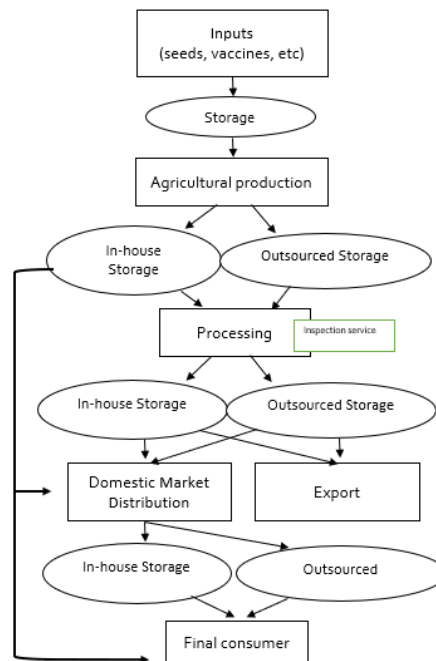 Inputs
(seeds, vaccines, etc)
Storage
Agricultural production
In-house
Storage
Outsourced Storage
Processing
Inspection service
In-house Storage
Outsourced Storage
Domestic Market
Distribution
Export
In-house Storage
Outsourced
Final consumer